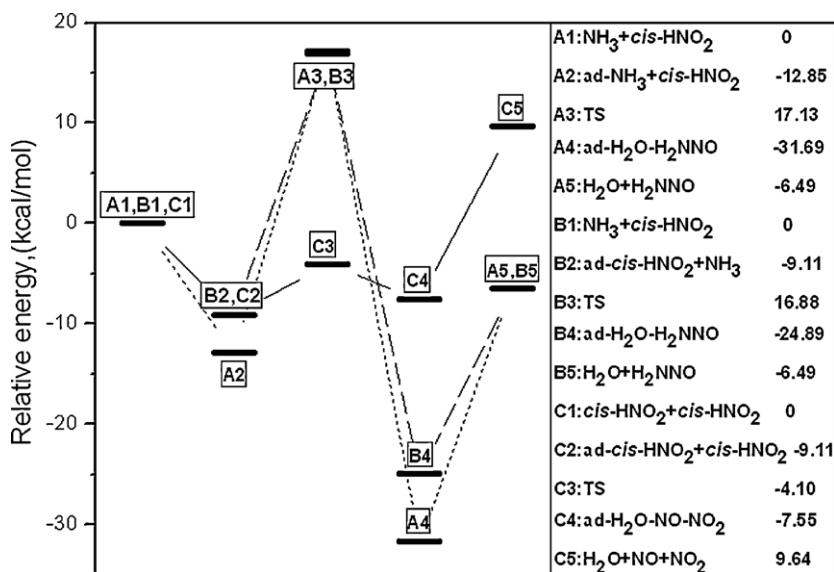 Relative energy,(kcal/mol)
20
10
0
-10
-20
-30
A1,B1,C1
B2,C2
A2
A3,B3
C3
C4
B4
A4
C5
A5,B5
A1:NH₃+cis-HNO₂ 0
A2:ad-NH₃+cis-HNO₂ -12.85
A3:TS 17.13
A4:ad-H₂O-H₂NNO -31.69
A5:H₂O+H₂NNO -6.49
B1:NH₃+cis-HNO₂ 0
B2:ad-cis-HNO₂+NH₃ -9.11
B3:TS 16.88
B4:ad-H₂O-H₂NNO -24.89
B5:H₂O+H₂NNO -6.49
C1:cis-HNO₂+cis-HNO₂ 0
C2:ad-cis-HNO₂+cis-HNO₂ -9.11
C3:TS -4.10
C4:ad-H₂O-NO-NO₂ -7.55
C5:H₂O+NO+NO₂ 9.64